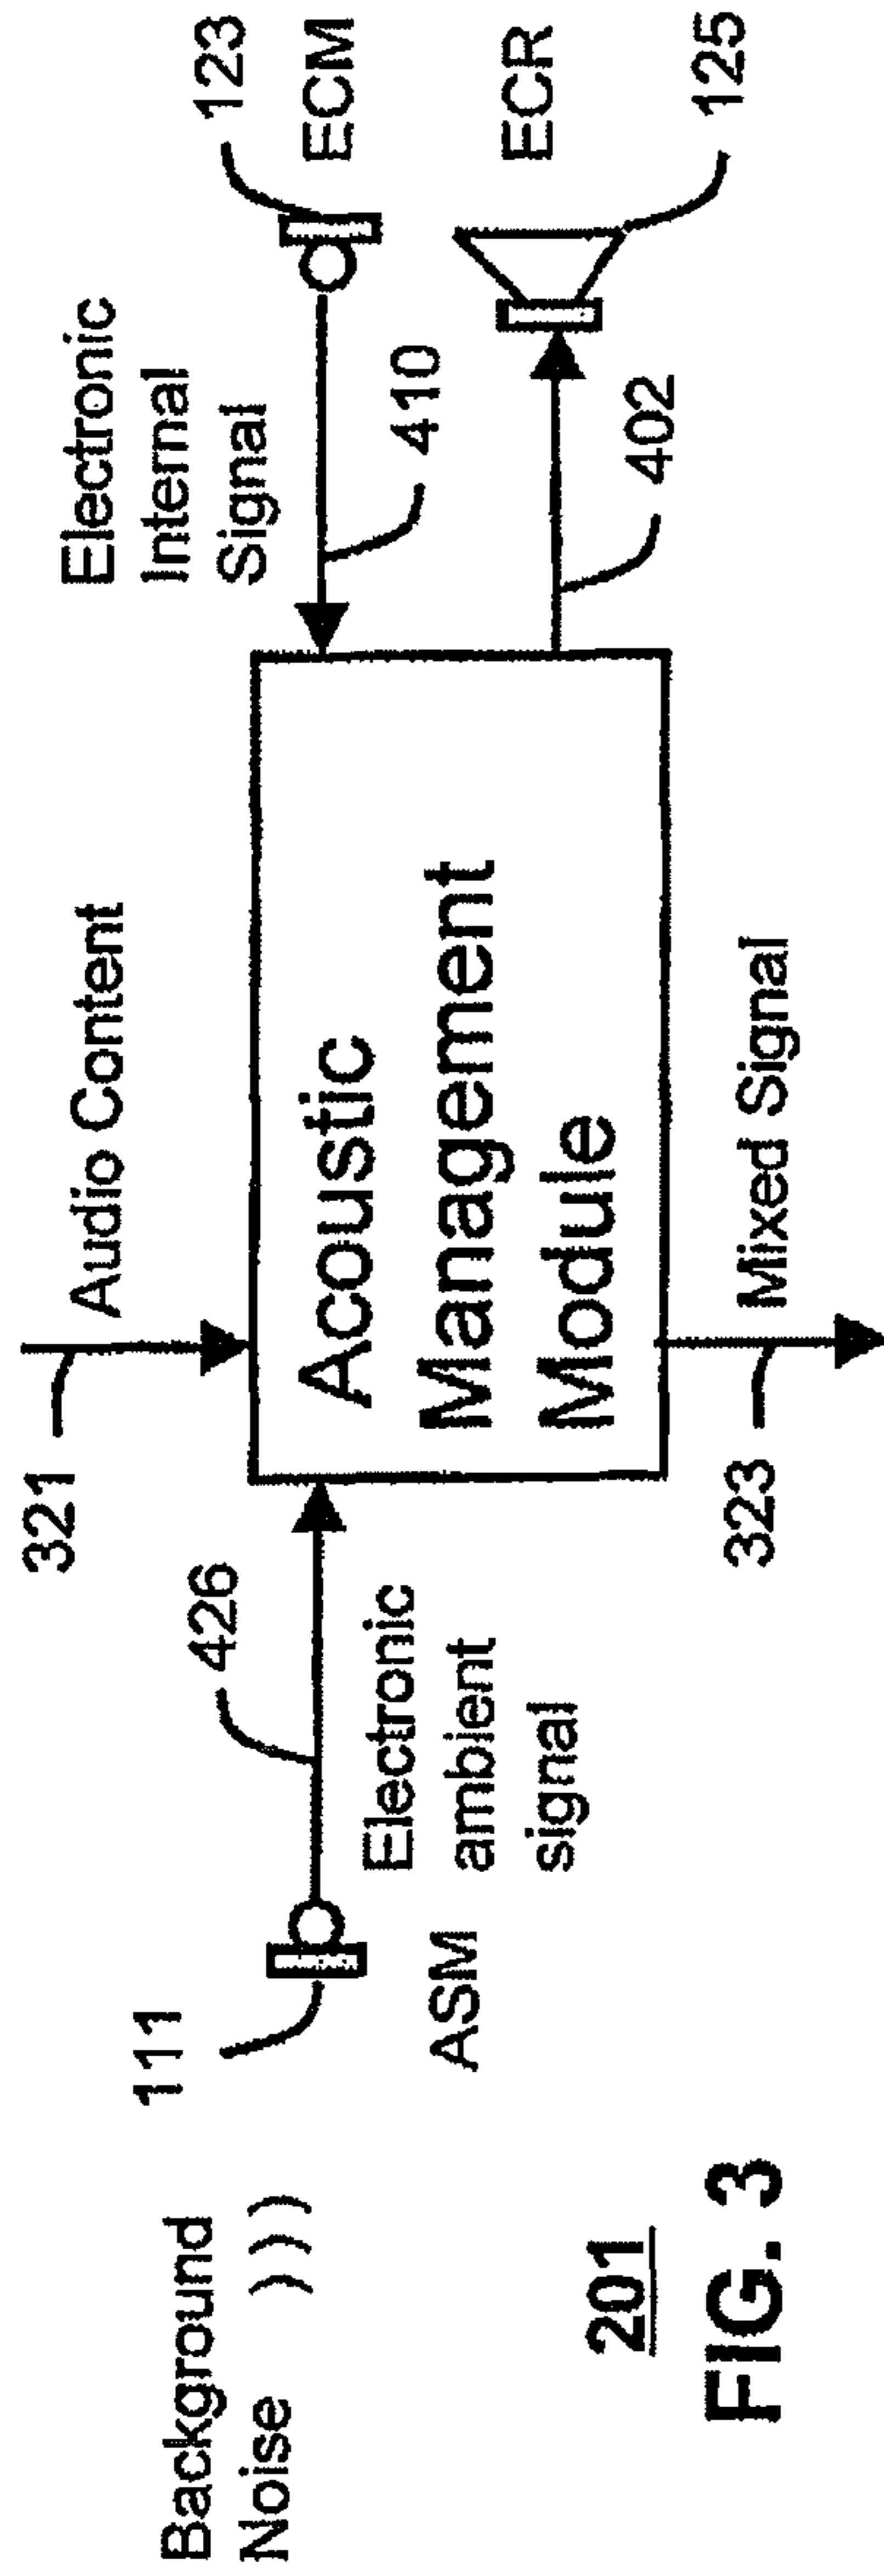 Background
Noise )))
111
ASM
426
Electronic
ambient
signal
321
Audio Content
Acoustic
Management
Module
323
Mixed Signal
Electronic
Internal
Signal
410
402
123
ECM
ECR
125
201
FIG. 3